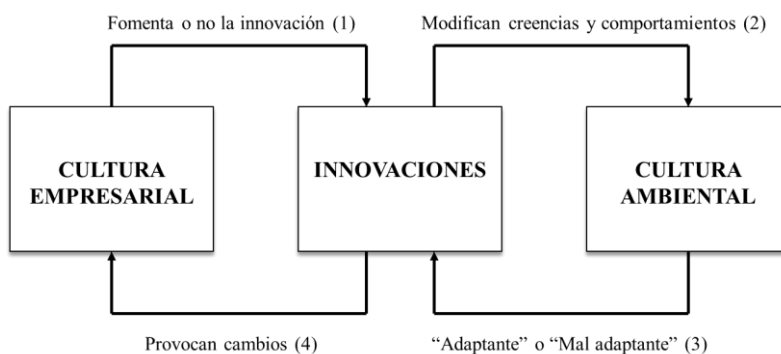 Fomenta o no la innovación (1)
Modifican creencias y comportamientos (2)
CULTURA
EMPRESARIAL
INNOVACIONES
CULTURA
AMBIENTAL
Provocan cambios (4)
“Adaptante” o “Mal adaptante” (3)